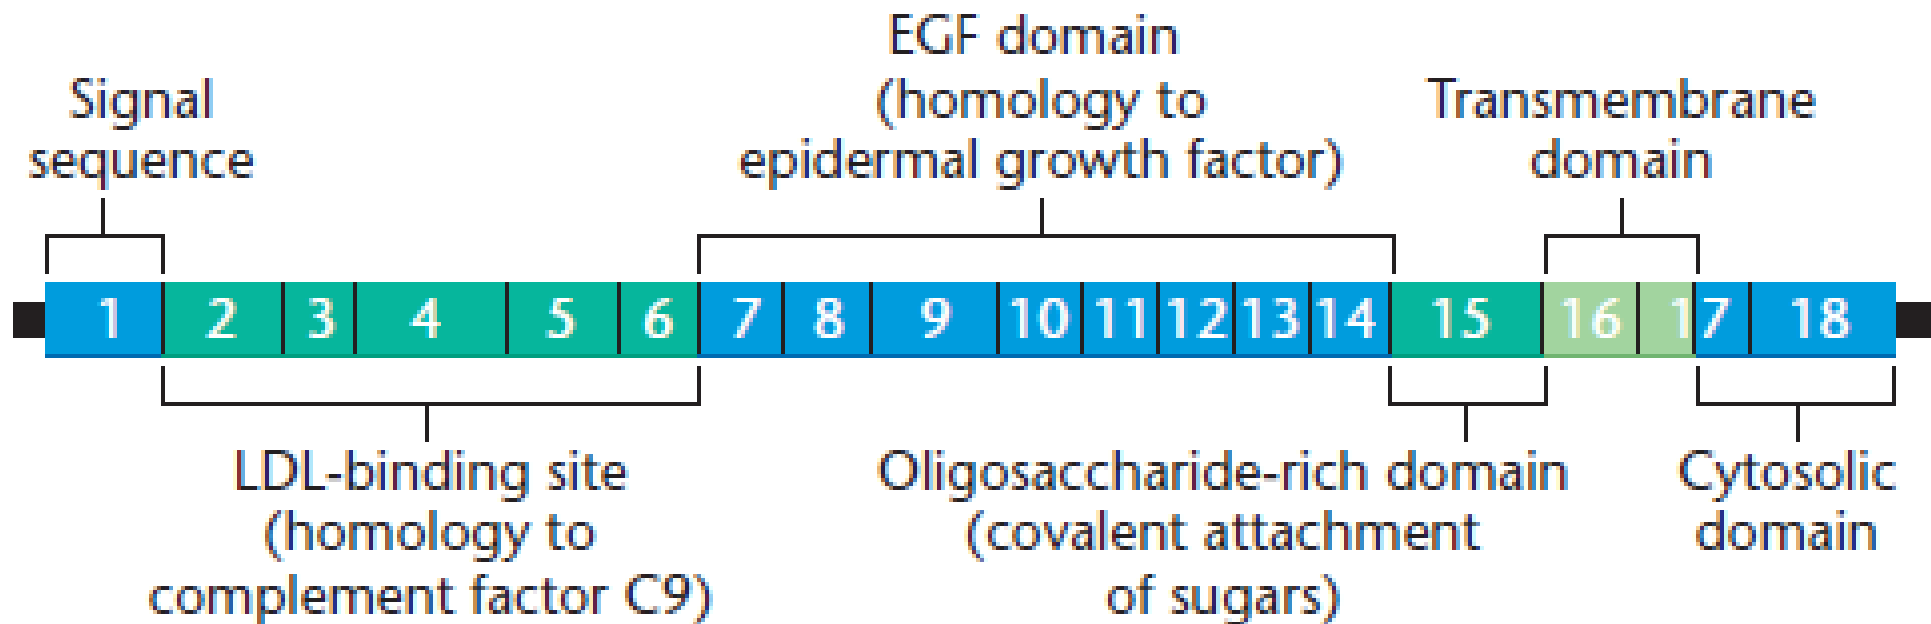 Signal
sequence
EGF domain
(homology to
epidermal growth factor)
Transmembrane
domain
1 2 3 4 5 6 7 8 9 10 11 12 13 14 15 16 17 18
LDL-binding site
(homology to
complement factor C9)
Oligosaccharide-rich domain
(covalent attachment
of sugars)
Cytosolic
domain